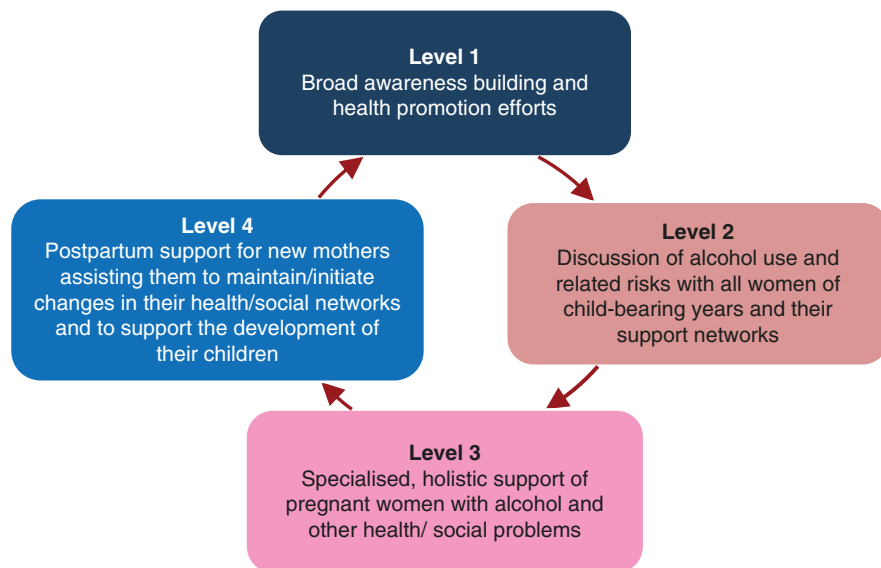 Level 1
Broad awareness building and
health promotion efforts
Level 2
Discussion of alcohol use and
related risks with all women of
child-bearing years and their
support networks
Level 3
Specialised, holistic support of
pregnant women with alcohol and
other health/ social problems
Level 4
Postpartum support for new mothers
assisting them to maintain/initiate
changes in their health/social networks
and to support the development of
their children